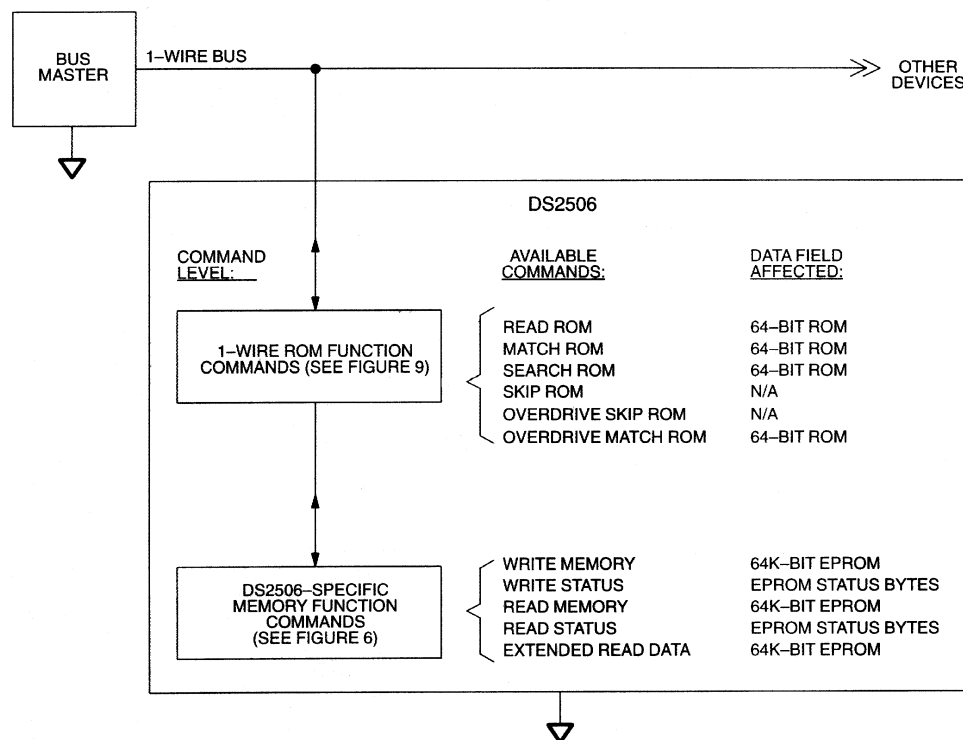 BUS
MASTER
1–WIRE BUS
OTHER
DEVICES
DS2506
COMMAND
LEVEL:
AVAILABLE
COMMANDS:
DATA FIELD
AFFECTED:
1–WIRE ROM FUNCTION
COMMANDS (SEE FIGURE 9)
READ ROM 64–BIT ROM
MATCH ROM 64–BIT ROM
SEARCH ROM 64–BIT ROM
SKIP ROM N/A
OVERDRIVE SKIP ROM N/A
OVERDRIVE MATCH ROM 64–BIT ROM
DS2506–SPECIFIC
MEMORY FUNCTION
COMMANDS
(SEE FIGURE 6)
WRITE MEMORY 64K–BIT EPROM
WRITE STATUS EPROM STATUS BYTES
READ MEMORY 64K–BIT EPROM
READ STATUS EPROM STATUS BYTES
EXTENDED READ DATA 64K–BIT EPROM